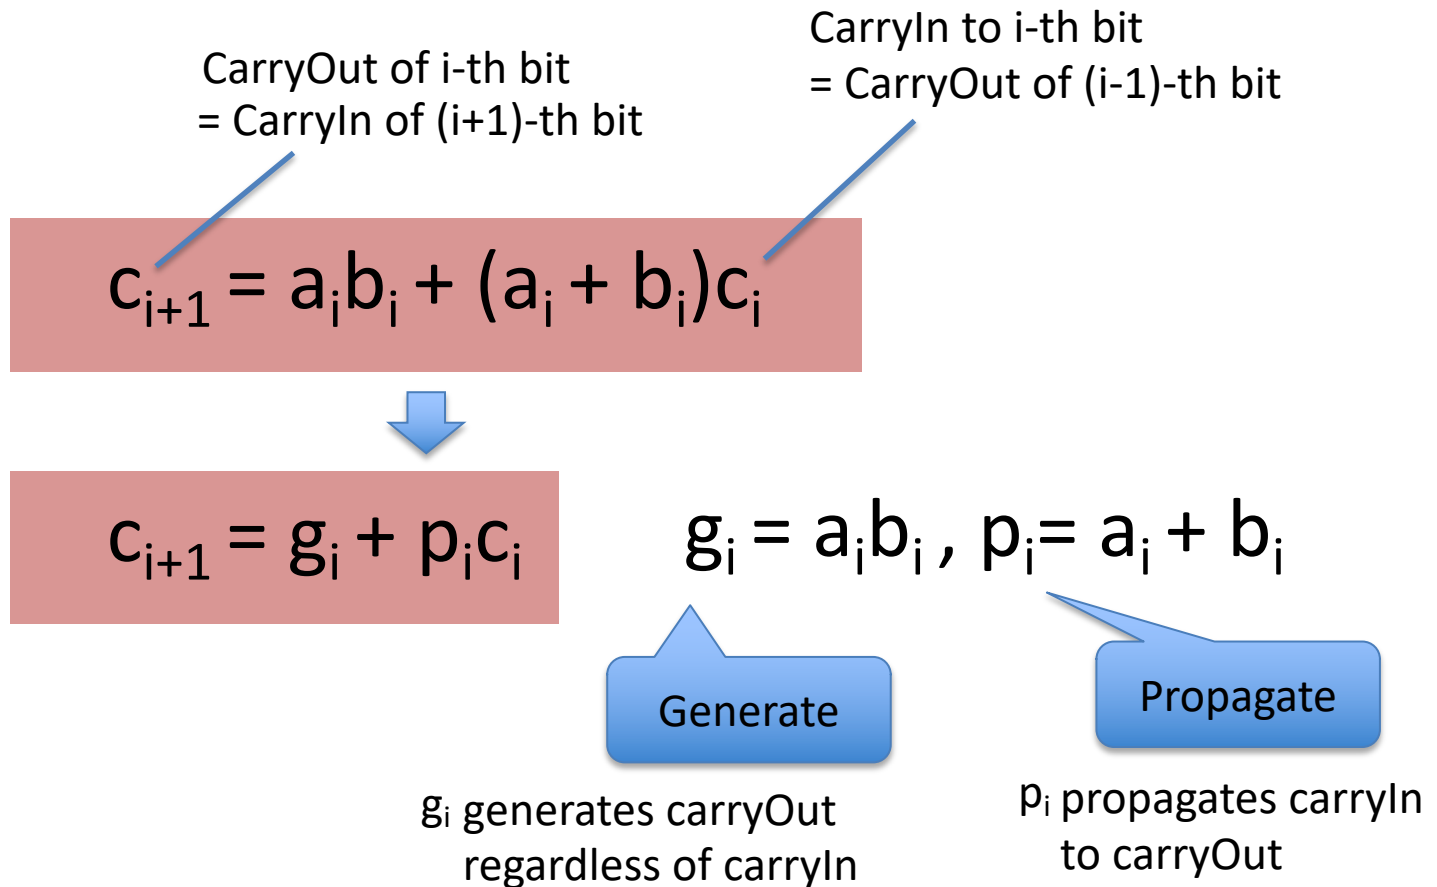 CarryOut of i-th bit
= CarryIn of (i+1)-th bit
CarryIn to i-th bit
= CarryOut of (i-1)-th bit
cᵢ₊₁ = aᵢbᵢ + (aᵢ + bᵢ)cᵢ
cᵢ₊₁ = gᵢ + pᵢcᵢ
gᵢ = aᵢbᵢ , pᵢ= aᵢ + bᵢ
Generate
Propagate
gᵢ generates carryOut
regardless of carryIn
pᵢ propagates carryIn
to carryOut